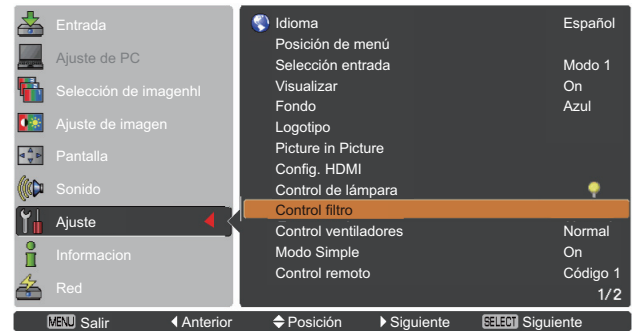 Entrada
Ajuste de PC
Selección de imagenhl
Ajuste de imagen
Pantalla
Sonido
Ajuste
Informacion
Red
Idioma Español
Posición de menú
Selección entrada Modo 1
Visualizar On
Fondo Azul
Logotipo
Picture in Picture
Config. HDMI
Control de lámpara
Control filtro
Control ventiladores Normal
Modo Simple On
Control remoto Código 1
1/2
MENU Salir Anterior Posición Siguiente SELECT Siguiente